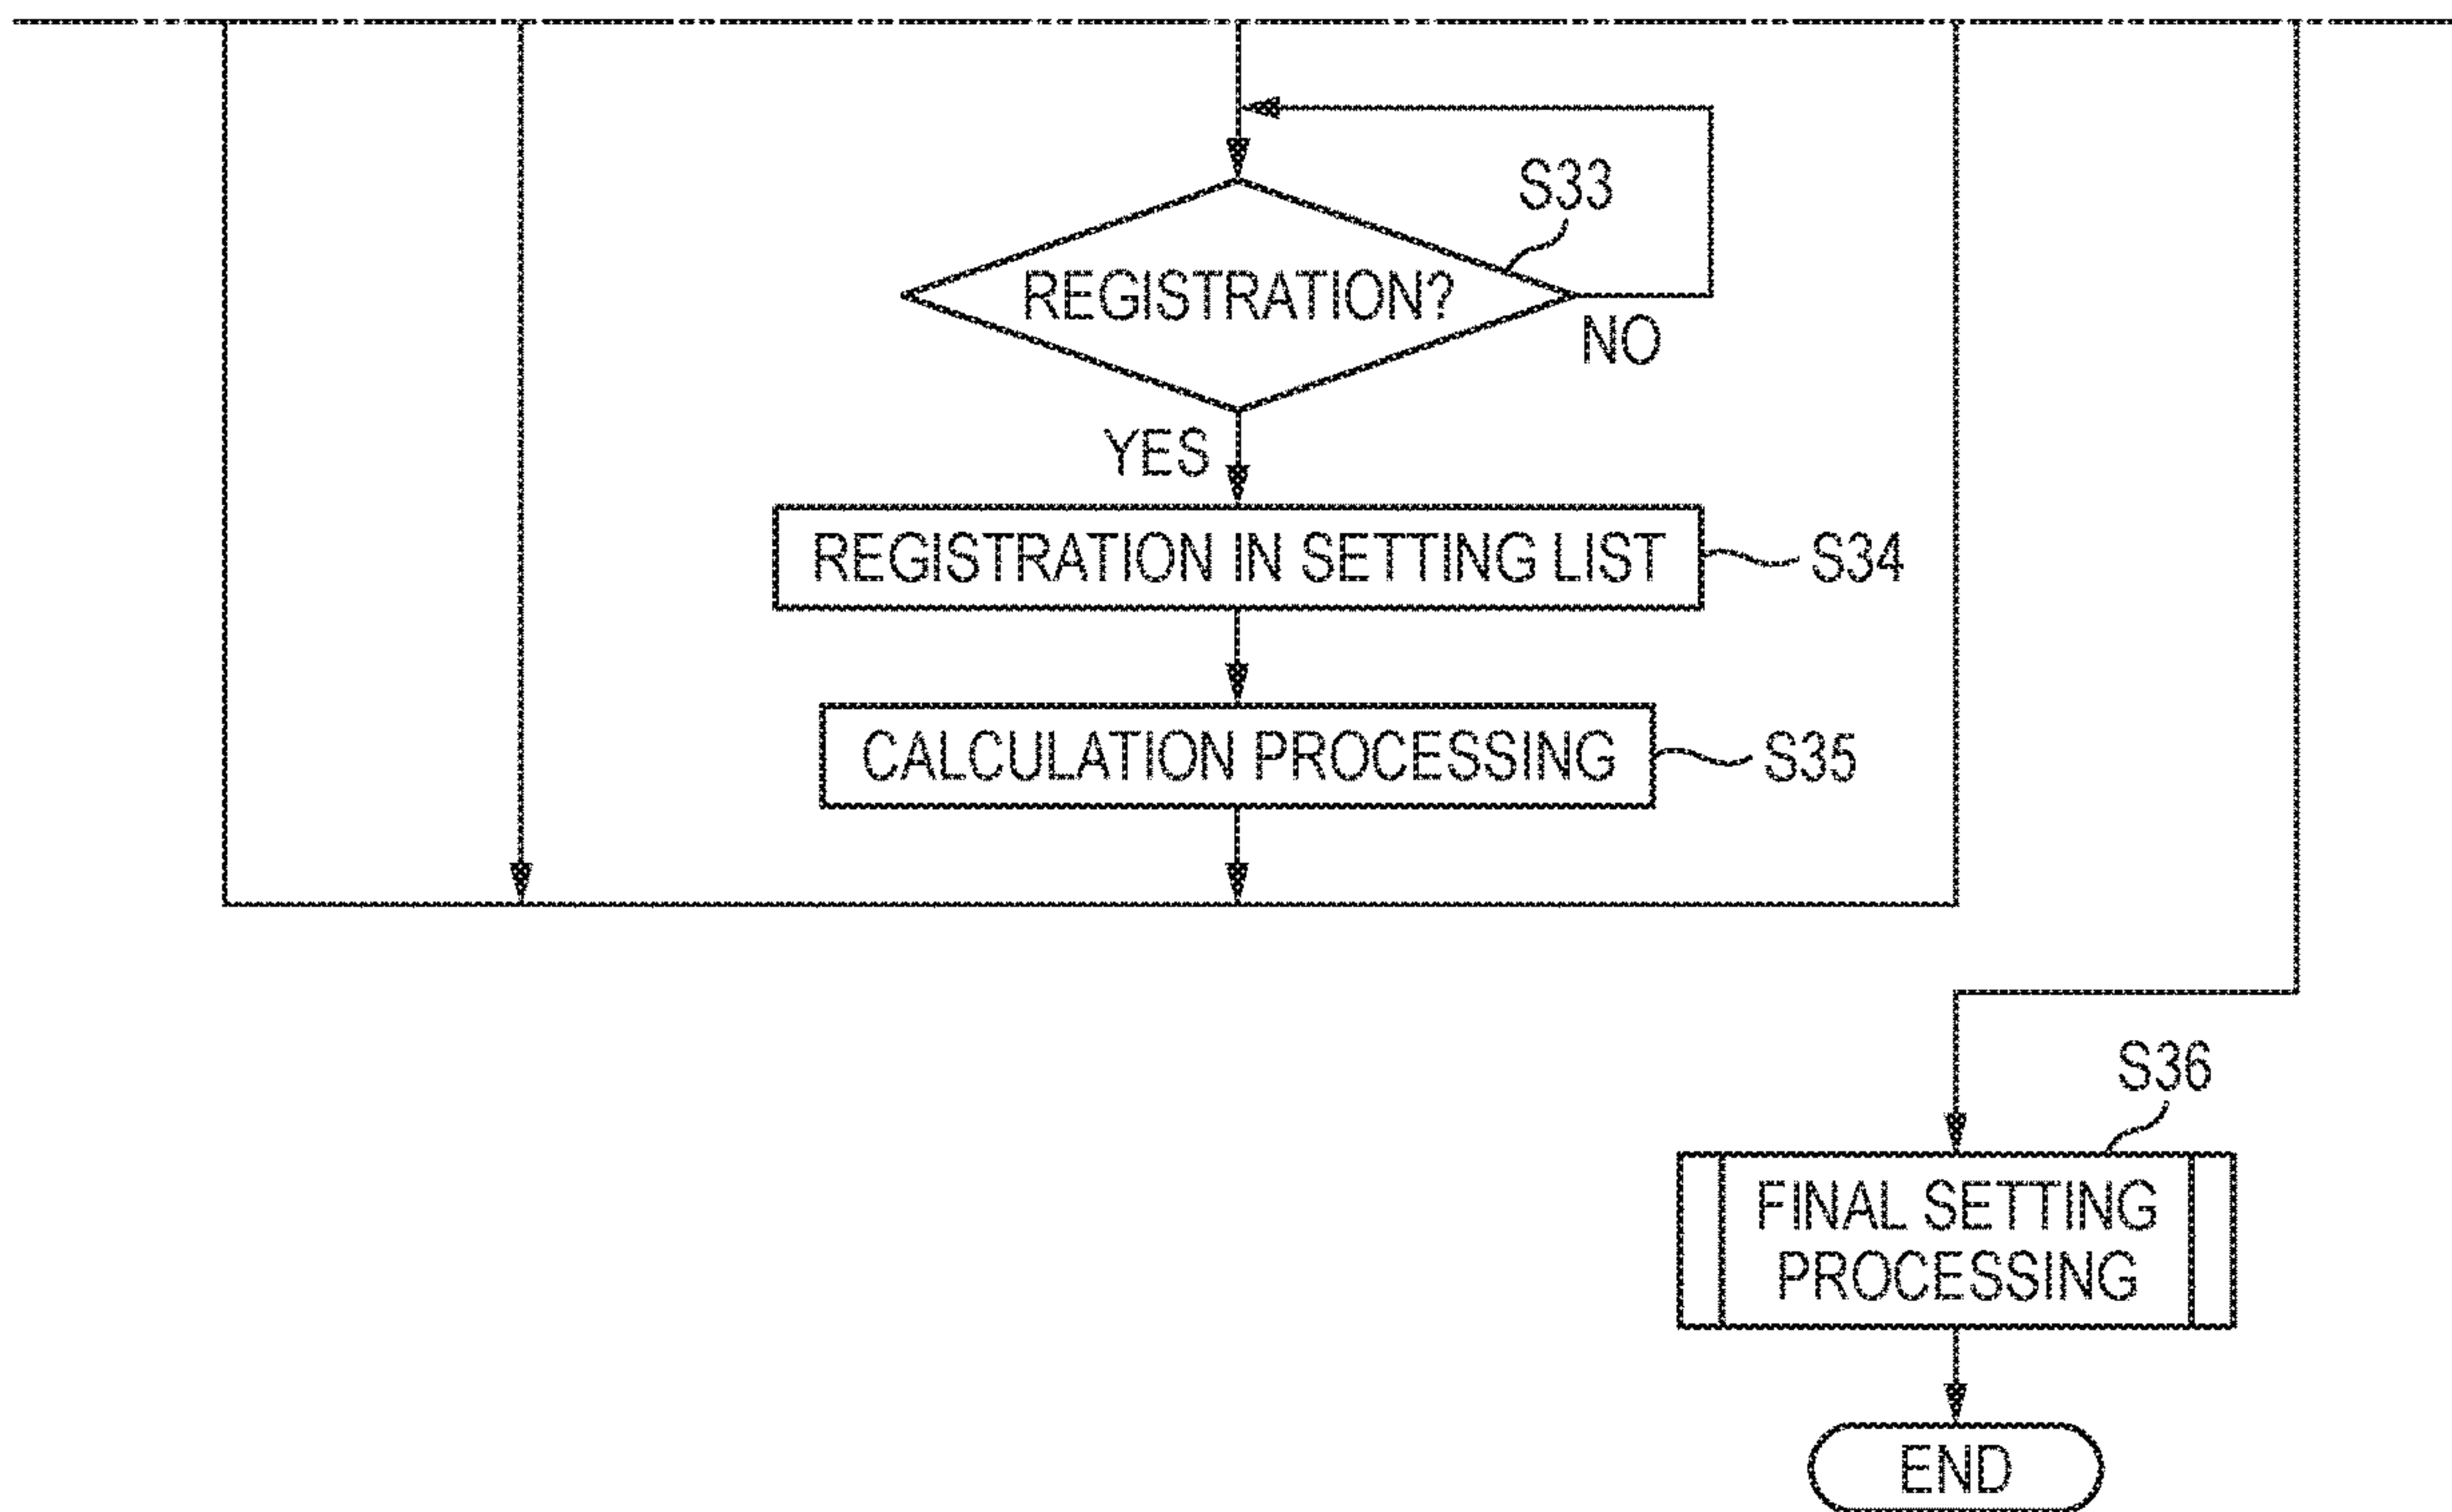 S33
REGISTRATION?
NO
YES
REGISTRATION IN SETTING LIST
S34
CALCULATION PROCESSING
S35
S36
FINAL SETTING
PROCESSING
END